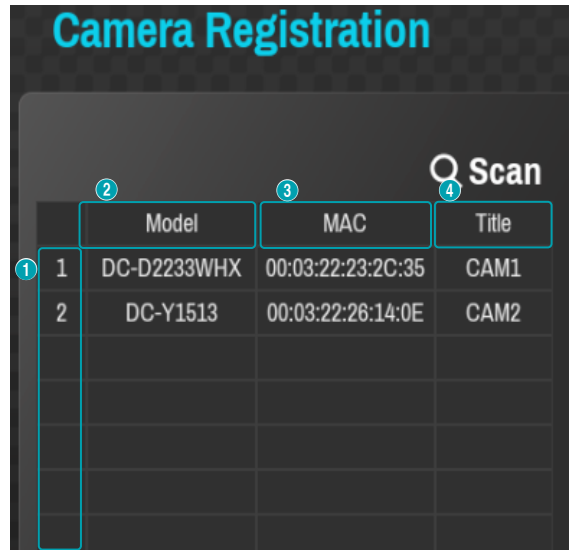 Camera Registration
Scan
2 3 4
Model MAC Title
1 1 DC-D2233WHX 00:03:22:23:2C:35 CAM1
2 DC-Y1513 00:03:22:26:14:0E CAM2